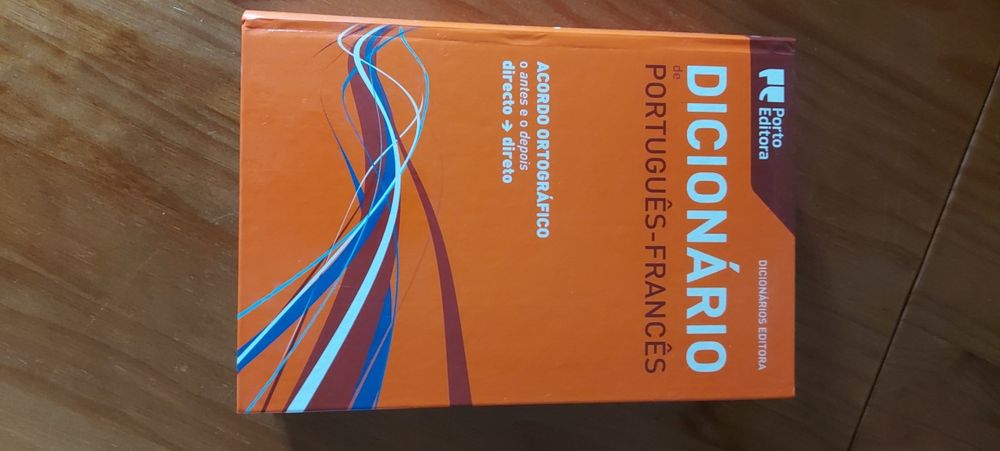 Porto
Editora
DICIONÁRIOS EDITORA
DICIONÁRIO
de
PORTUGUÊS-FRANCÊS
ACORDO ORTOGRÁFICO
o antes e o depois
directo → direto